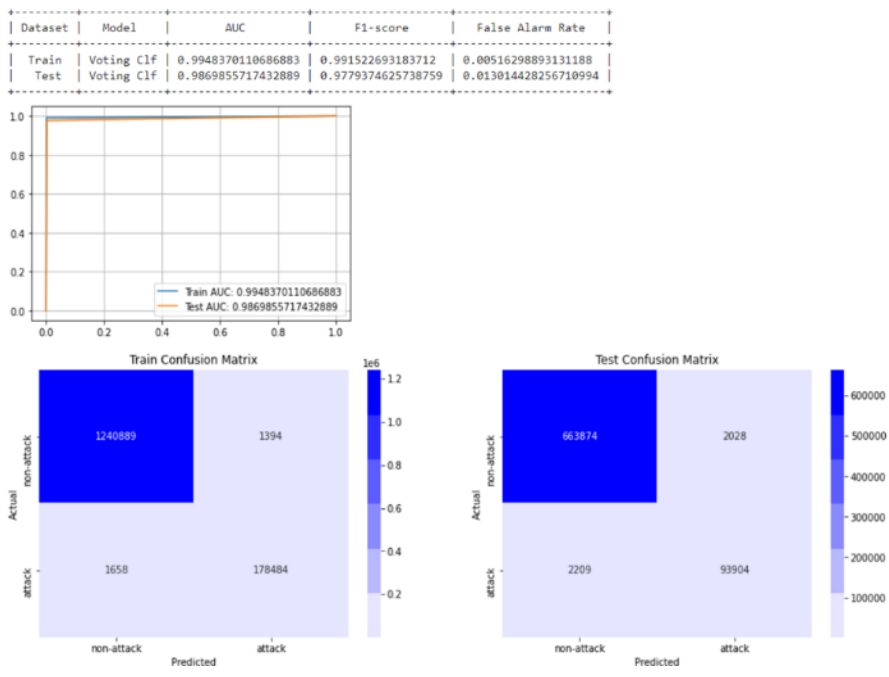 +---------+------------+--------------------+--------------------+----------------------+
| Dataset | Model | AUC | F1-score | False Alarm Rate |
+---------+------------+--------------------+--------------------+----------------------+
| Train | Voting Clf | 0.9948370110686883 | 0.991522693183712 | 0.00516298893131188 |
| Test | Voting Clf | 0.9869855717432889 | 0.9779374625738759 | 0.013014428256710994 |
+---------+------------+--------------------+--------------------+----------------------+
1.0
0.8
0.6
0.4
0.2
0.0
Train AUC: 0.9948370110686883
Test AUC: 0.9869855717432889
0.0 0.2 0.4 0.6 0.8 1.0
Train Confusion Matrix
1e6
Actual
non-attack
attack
1240889 1394
1658 178484
non-attack attack
Predicted
1.2
1.0
0.8
0.6
0.4
0.2
Test Confusion Matrix
Actual
non-attack
attack
663874 2028
2209 93904
non-attack attack
Predicted
600000
500000
400000
300000
200000
100000